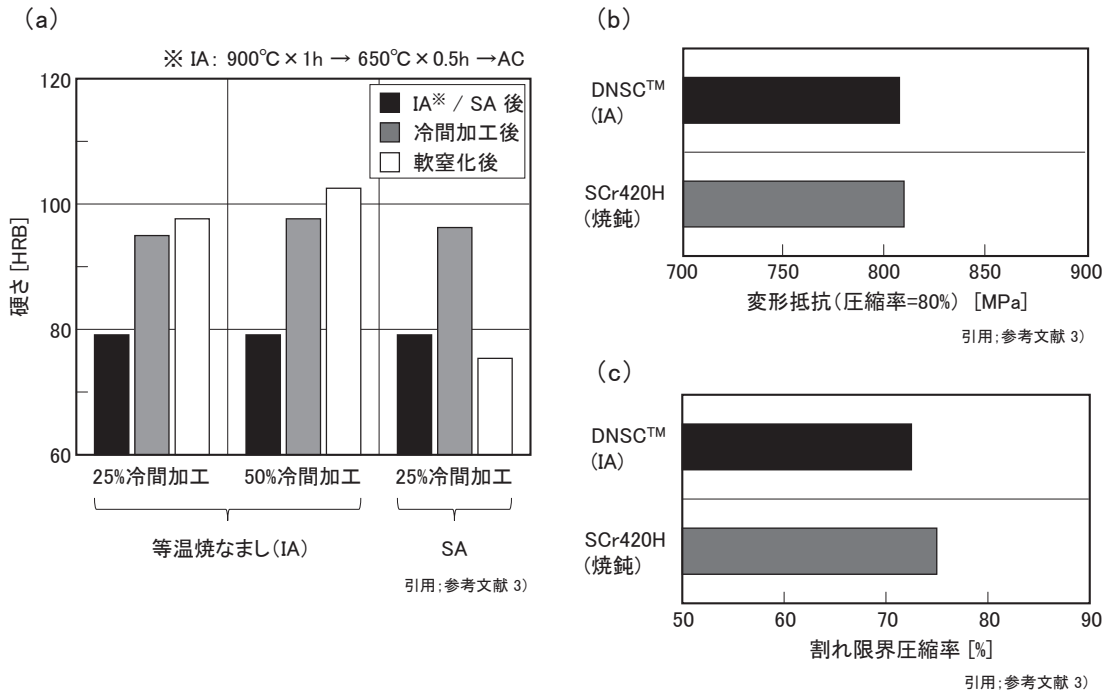 (a)
※ IA: 900℃×1h → 650℃×0.5h →AC
120
100
80
60
硬さ [HRB]
IA※ / SA 後
冷間加工後
軟窒化後
25%冷間加工
50%冷間加工
25%冷間加工
等温焼なまし(IA)
SA
引用;参考文献 3)
(b)
DNSC™
(IA)
SCr420H
(焼鈍)
700
750
800
850
900
変形抵抗(圧縮率=80%) [MPa]
引用;参考文献 3)
(c)
DNSC™
(IA)
SCr420H
(焼鈍)
50
60
70
80
90
割れ限界圧縮率 [%]
引用;参考文献 3)